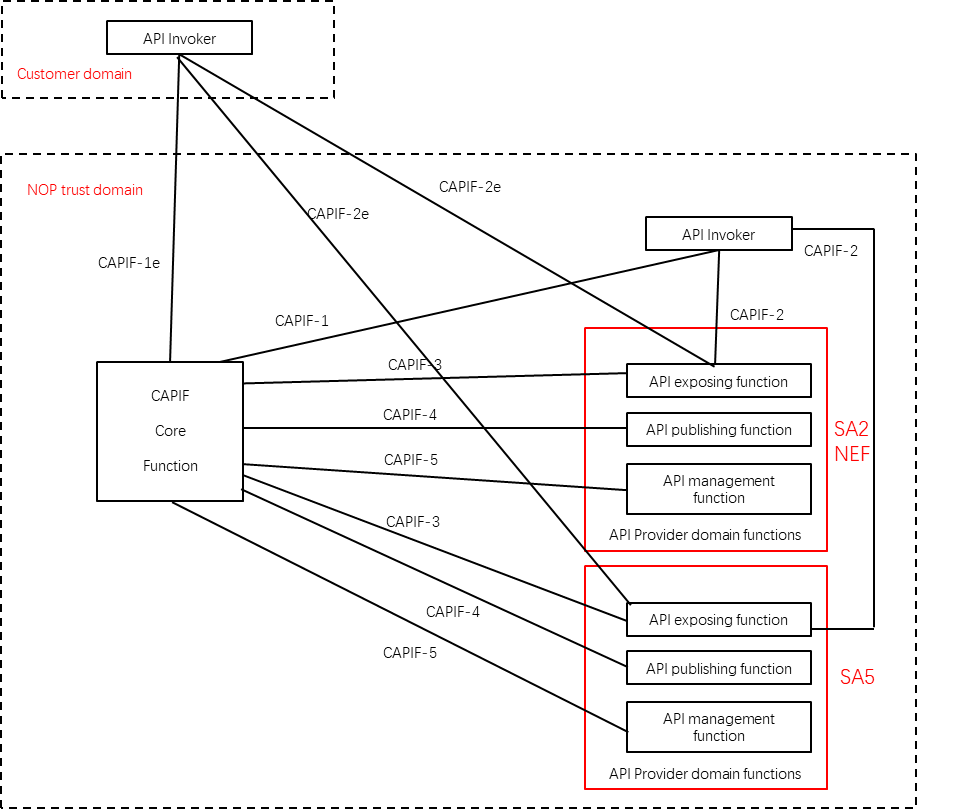 API Invoker
Customer domain
NOP trust domain
CAPIF-2e
CAPIF-2e
API Invoker
CAPIF-2
CAPIF-1e
CAPIF-1
CAPIF-2
CAPIF-3
API exposing function
CAPIF
Core
Function
CAPIF-4
API publishing function
SA2
NEF
CAPIF-5
API management
function
CAPIF-3
API Provider domain functions
CAPIF-4
API exposing function
CAPIF-5
API publishing function
SA5
API management
function
API Provider domain functions